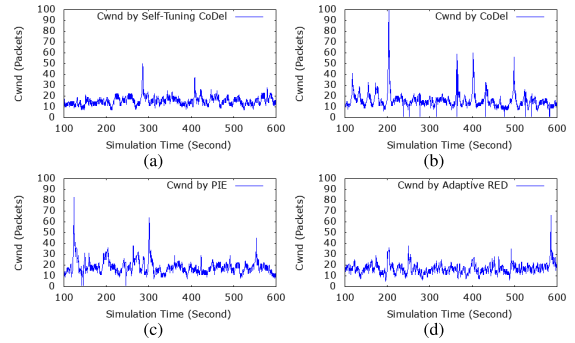 Cwnd by Self-Tuning CoDel
Cwnd (Packets)
100
90
80
70
60
50
40
30
20
10
0
100 200 300 400 500 600
Simulation Time (Second)
(a)
Cwnd by CoDel
Cwnd (Packets)
100
90
80
70
60
50
40
30
20
10
0
100 200 300 400 500 600
Simulation Time (Second)
(b)
Cwnd by PIE
Cwnd (Packets)
100
90
80
70
60
50
40
30
20
10
0
100 200 300 400 500 600
Simulation Time (Second)
(c)
Cwnd by Adaptive RED
Cwnd (Packets)
100
90
80
70
60
50
40
30
20
10
0
100 200 300 400 500 600
Simulation Time (Second)
(d)